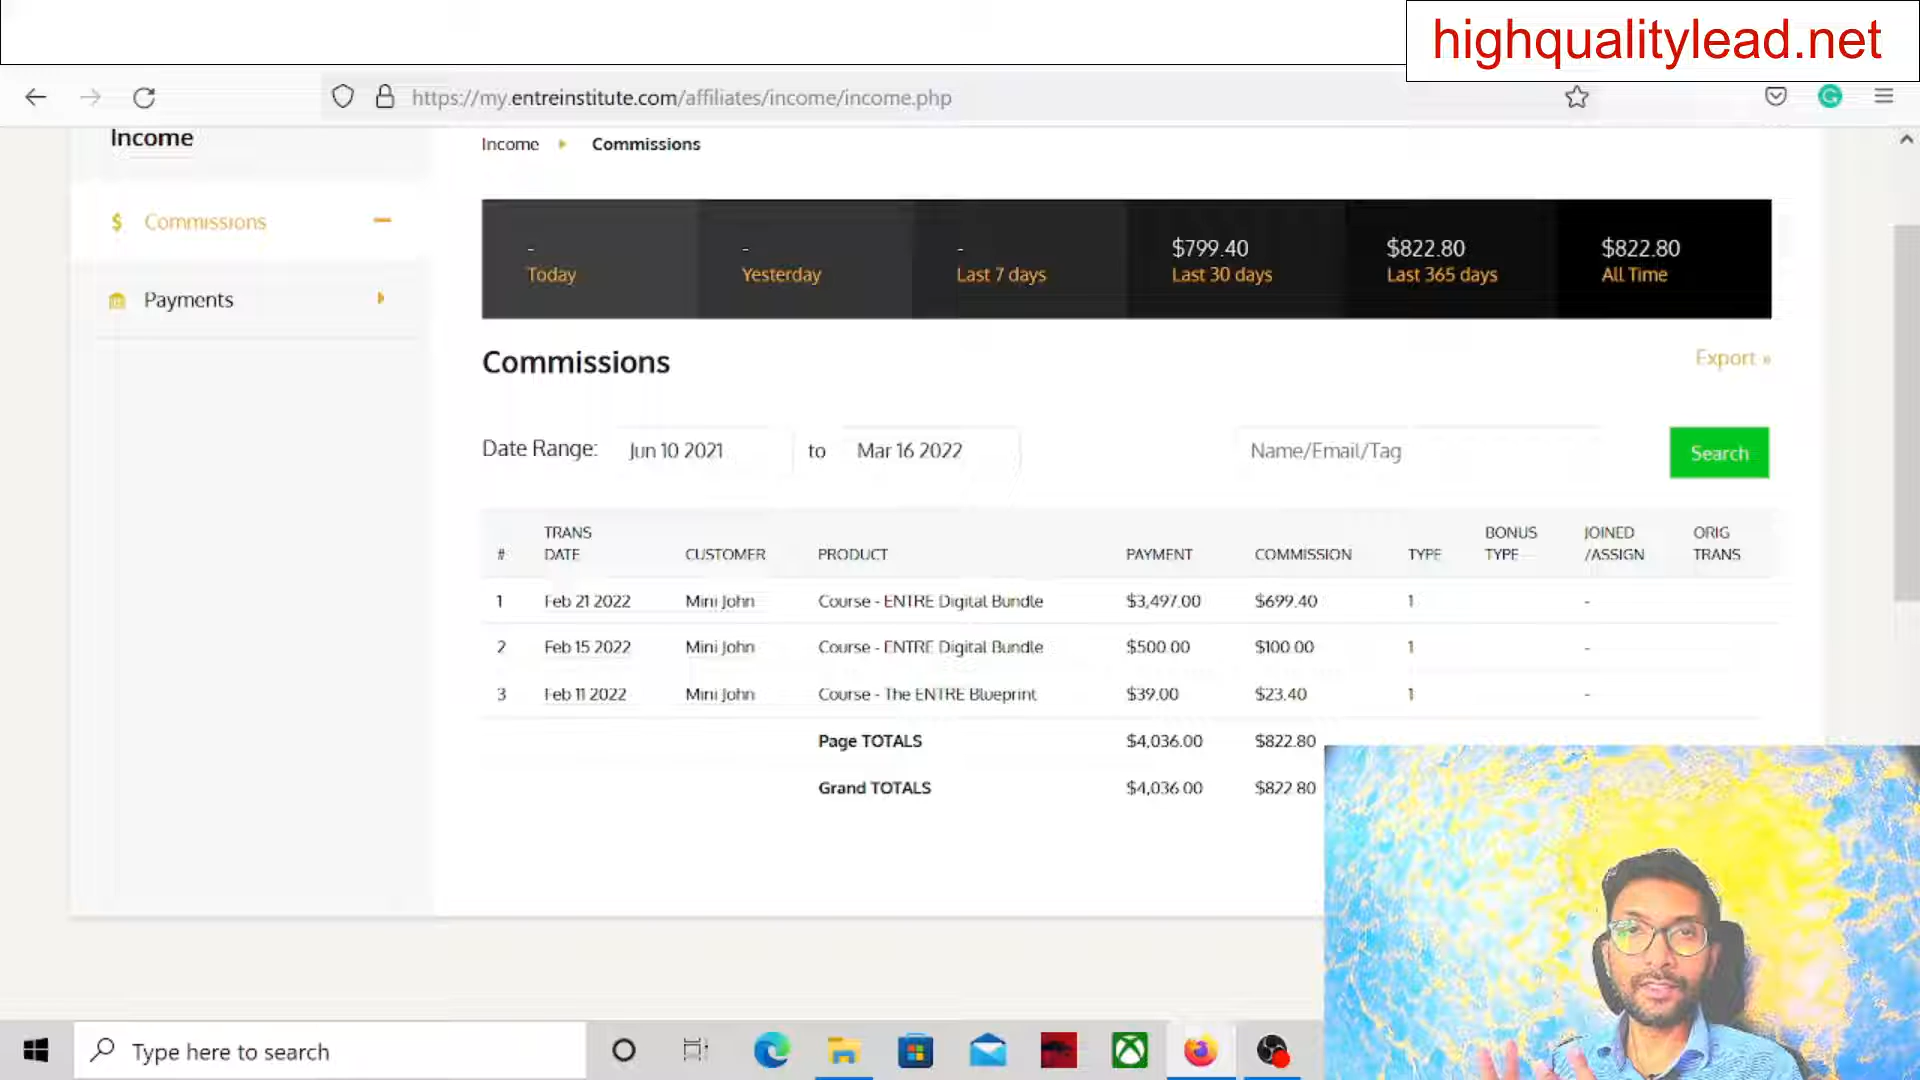 highqualitylead.net
https://my.entreinstitute.com/affiliates/income/income.php
Income
Income Commissions
$ Commissions
Payments
- - - $799.40 $822.80 $822.80
Today Yesterday Last 7 days Last 30 days Last 365 days All Time
Commissions
Export »
Date Range: Jun 10 2021 to Mar 16 2022 Name/Email/Tag Search
# TRANS DATE CUSTOMER PRODUCT PAYMENT COMMISSION TYPE BONUS TYPE JOINED /ASSIGN ORIG TRANS
1 Feb 21 2022 Mini John Course - ENTRE Digital Bundle $3,497.00 $699.40 1 -
2 Feb 15 2022 Mini John Course - ENTRE Digital Bundle $500.00 $100.00 1 -
3 Feb 11 2022 Mini John Course - The ENTRE Blueprint $39.00 $23.40 1 -
Page TOTALS $4,036.00 $822.80
Grand TOTALS $4,036.00 $822.80
Type here to search